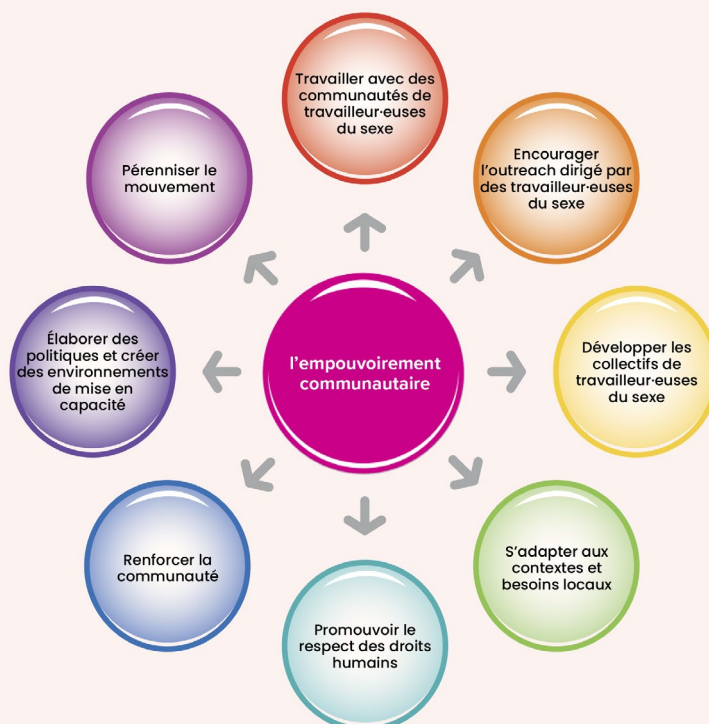 Travailler avec des
communautés de
travailleur·euses
du sexe
Encourager
l'outreach dirigé par
des travailleur·euses
du sexe
Développer les
collectifs de
travailleur·euses
du sexe
S'adapter aux
contextes et
besoins locaux
Promouvoir le
respect des droits
humains
Renforcer la
communauté
Élaborer des
politiques et créer
des environnements
de mise en
capacité
Pérenniser le
mouvement
l'empouvoirement
communautaire